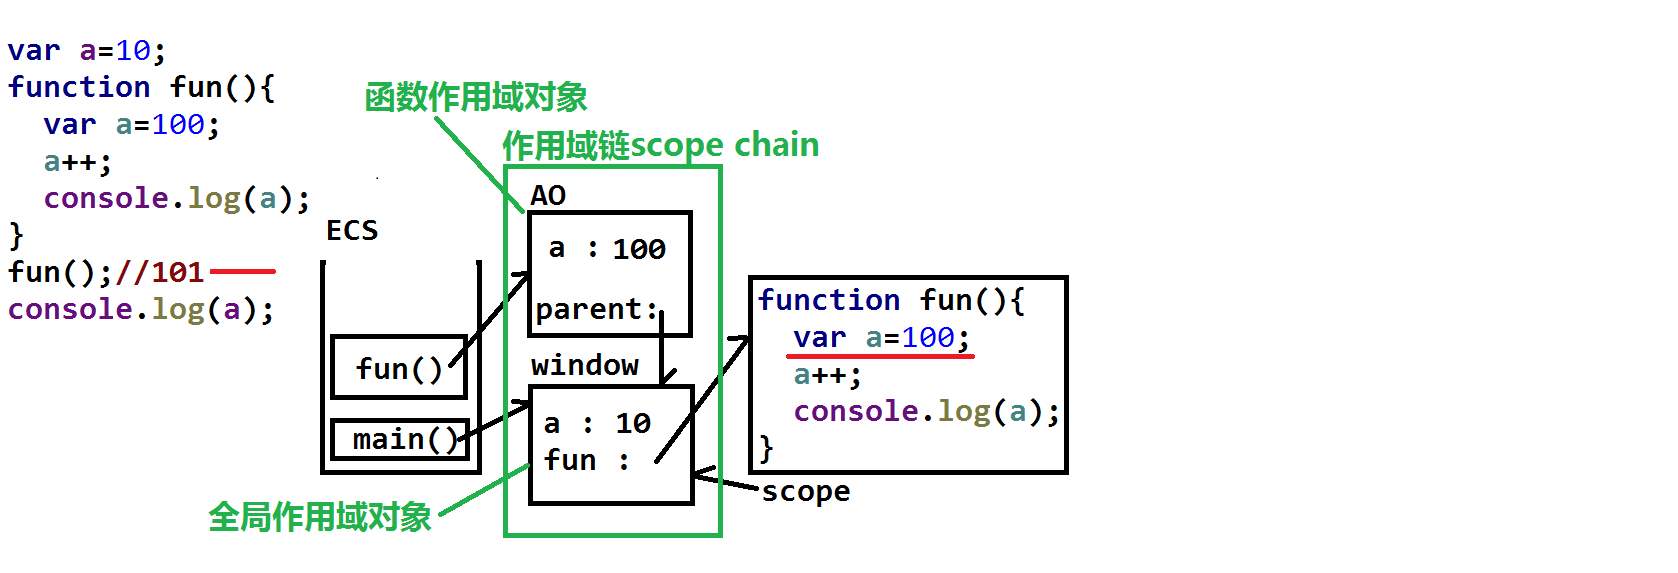 var a=10;
function fun(){
  var a=100;
  a++;
  console.log(a);
}
fun();//101
console.log(a);
函数作用域对象
作用域链scope chain
AO
a : 100
parent:
ECS
fun()
main()
window
a : 10
fun :
全局作用域对象
function fun(){
  var a=100;
  a++;
  console.log(a);
}
scope